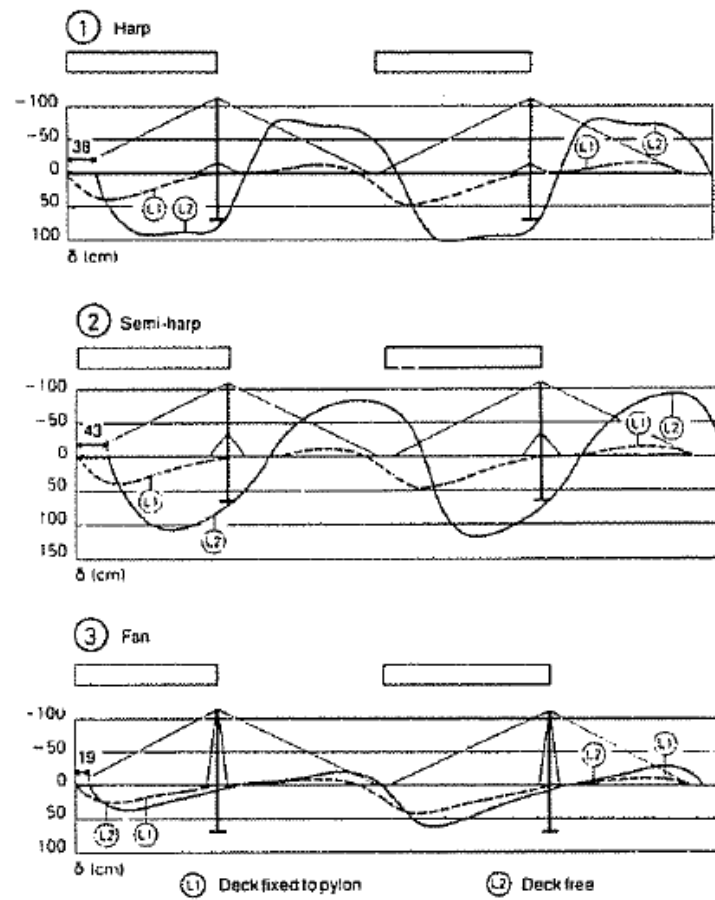 1 Harp
-100
-50
38
0
50
100
δ (cm)
L1 L2
L1 L2
2 Semi-harp
-100
-50
43
0
50
100
150
δ (cm)
L1
L2
L1
L2
3 Fan
-100
-50
19
0
50
100
δ (cm)
L2 L1
L2
L1
L1 Deck fixed to pylon L2 Deck free